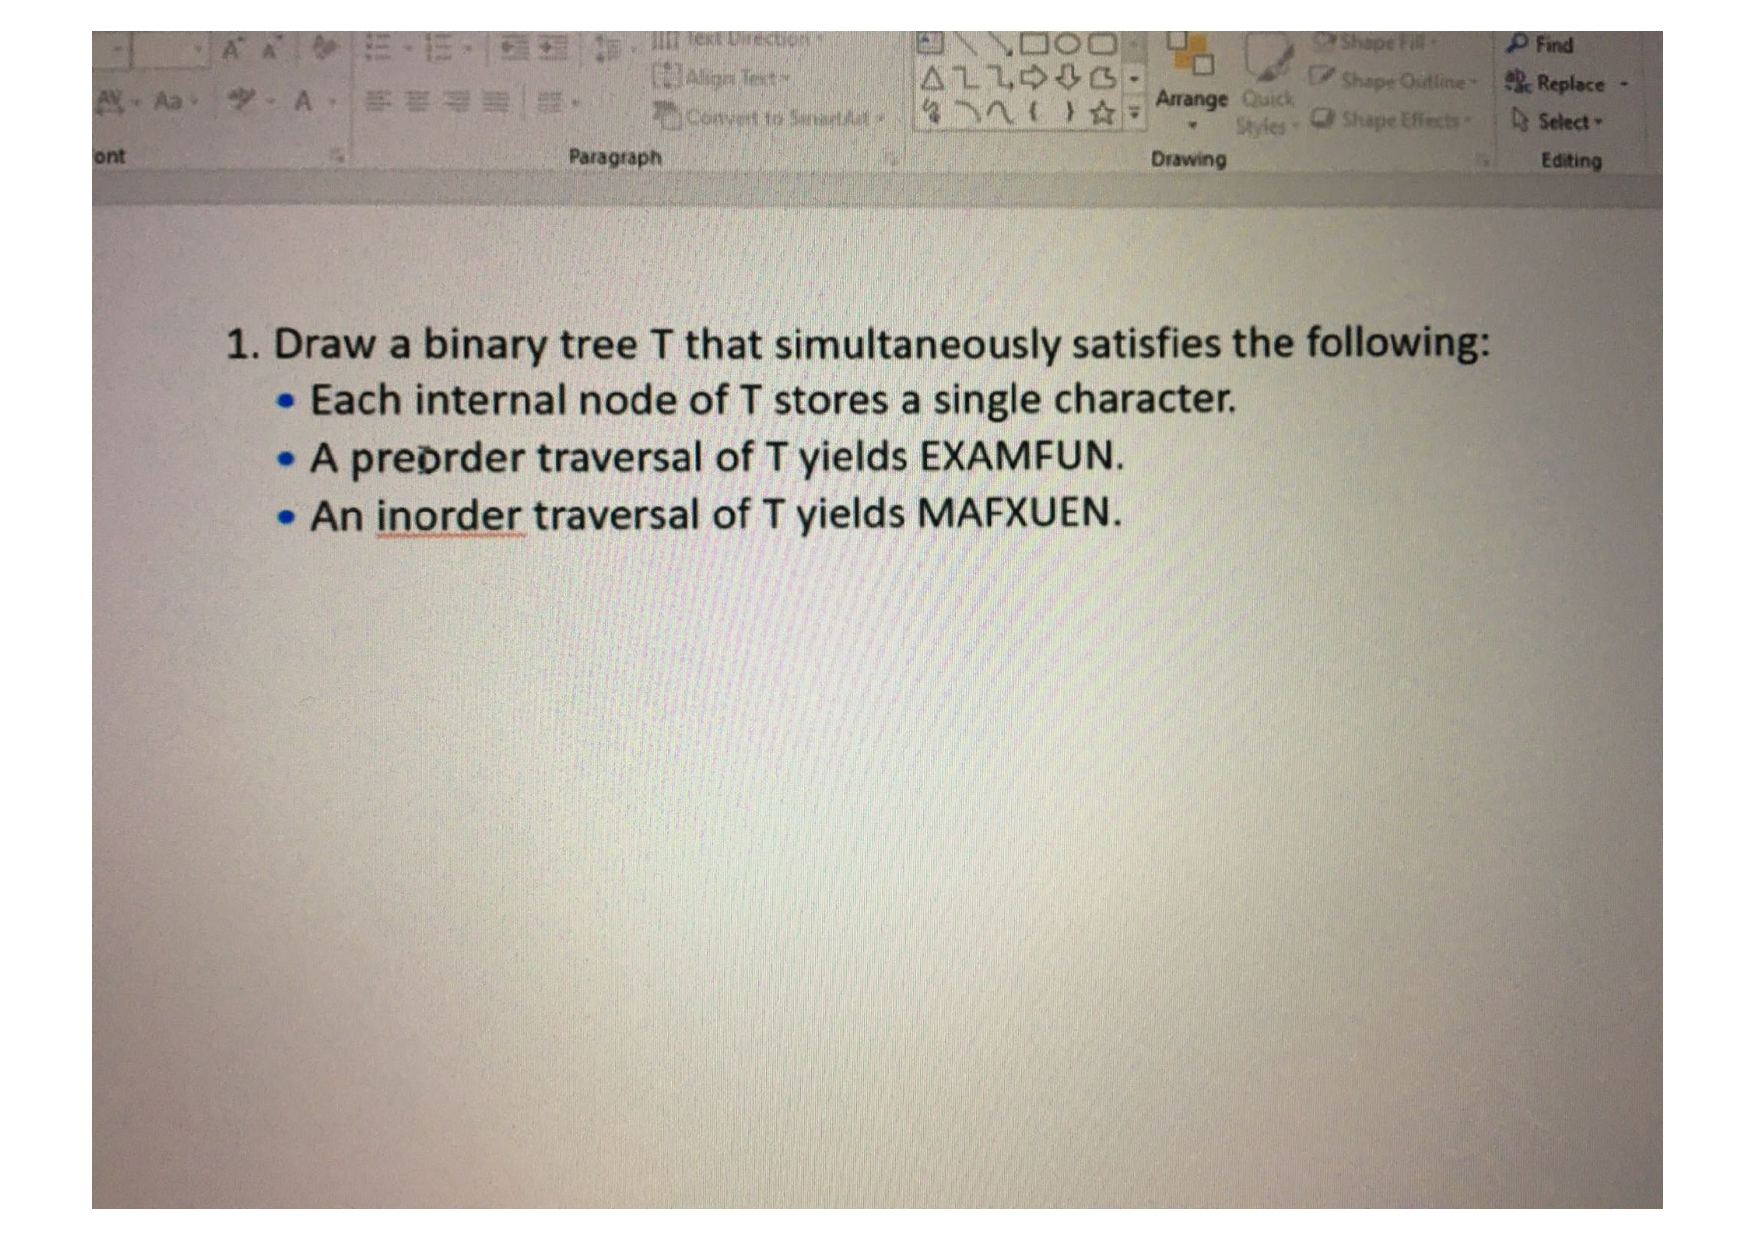 Text Direction
Find
Shape Fill
Align Text
Shape Outline
Replace
AV Aa A
Arrange
Quick
Styles
Convert to SmartArt
Shape Effects
Select
ont
Paragraph
Drawing
Editing
1. Draw a binary tree T that simultaneously satisfies the following:
• Each internal node of T stores a single character.
• A preorder traversal of T yields EXAMFUN.
• An inorder traversal of T yields MAFXUEN.